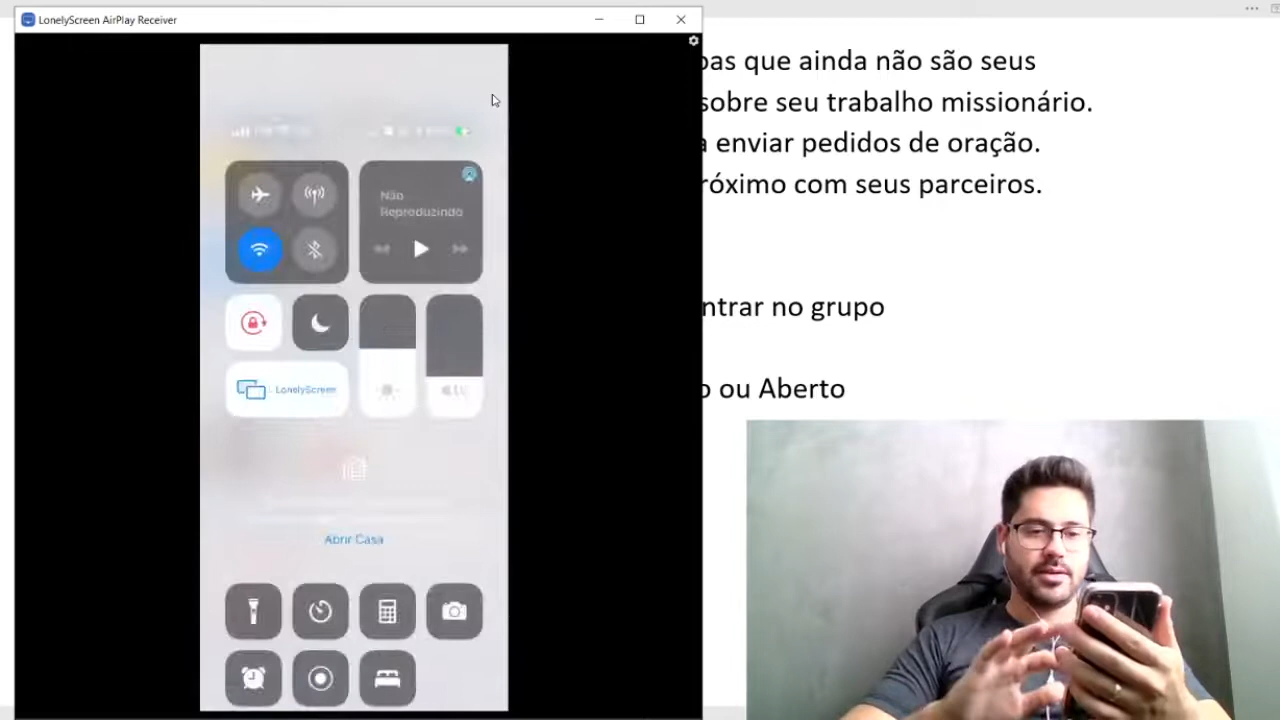 LonelyScreen AirPlay Receiver
oas que ainda não são seus
sobre seu trabalho missionário.
a enviar pedidos de oração.
róximo com seus parceiros.
ntrar no grupo
o ou Aberto
Não
Reproduzindo
LonelyScreen
Abrir Casa